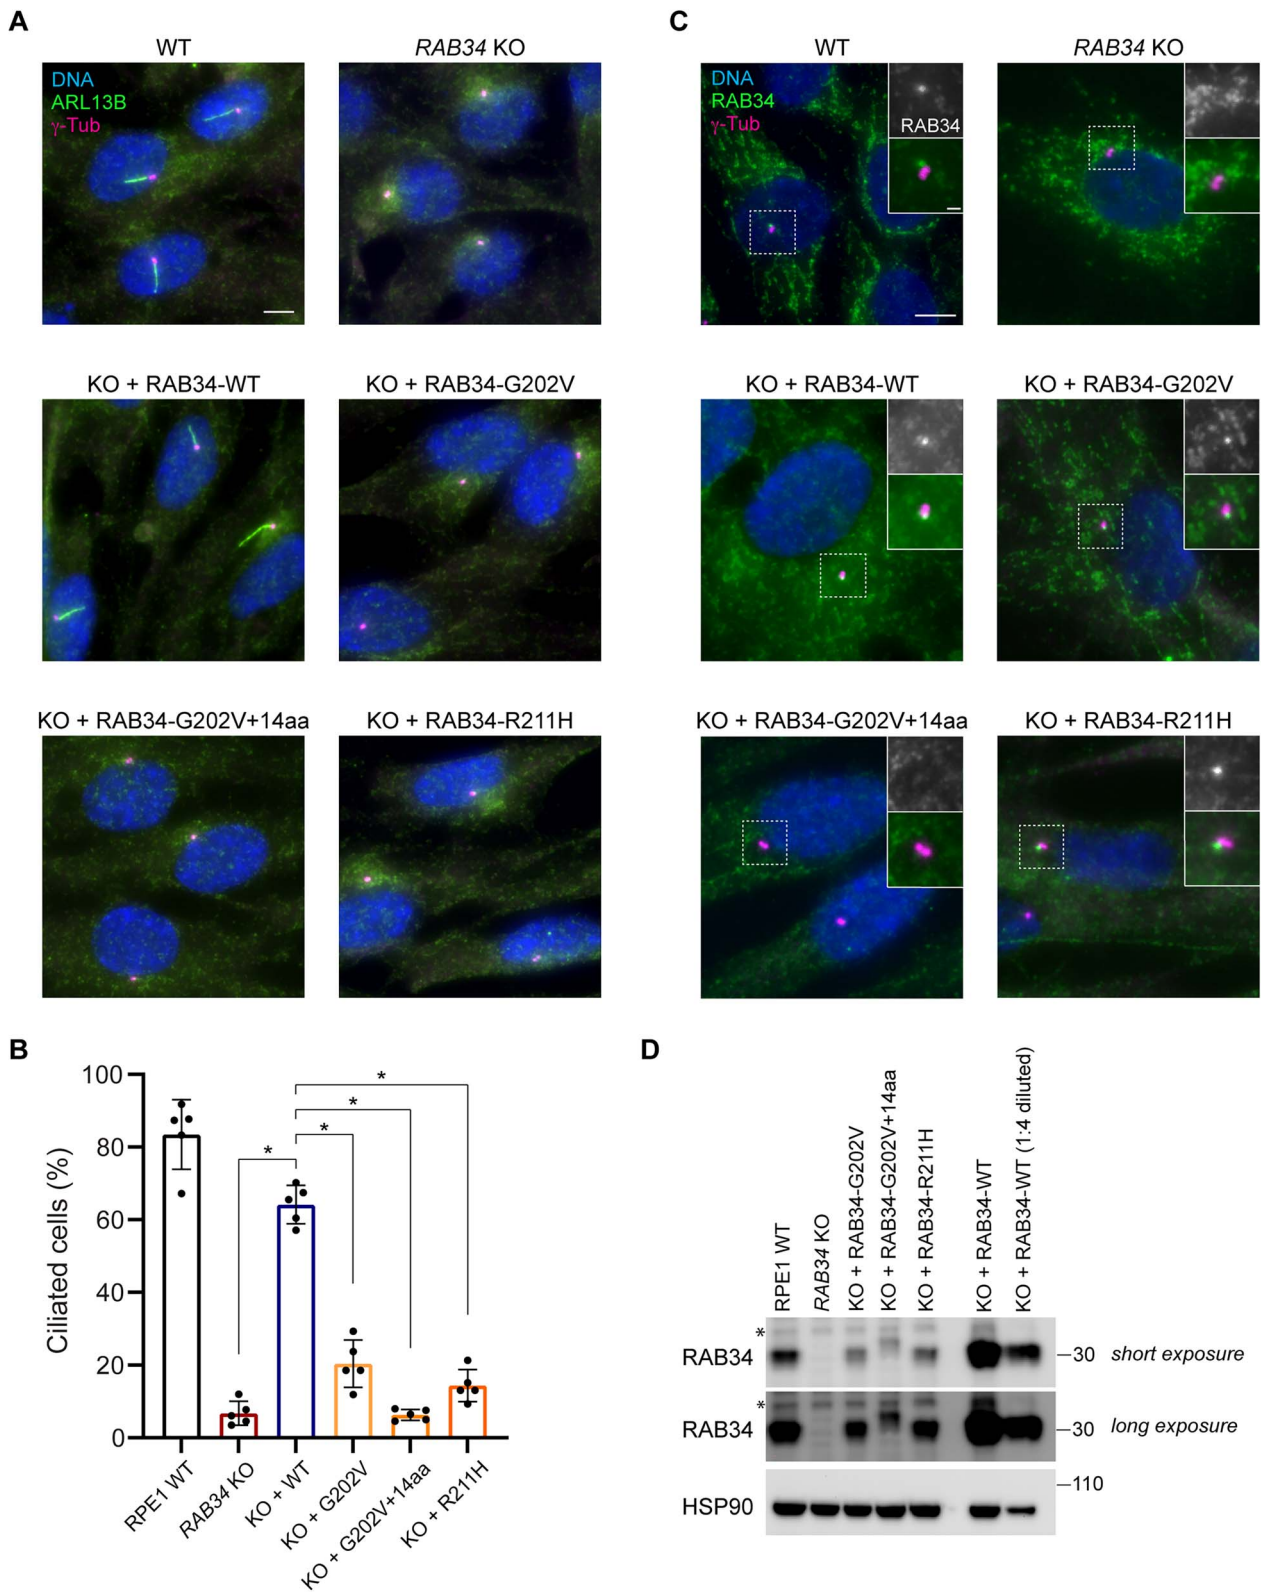 A
WT
RAB34 KO
DNA
ARL13B
γ-Tub
KO + RAB34-WT
KO + RAB34-G202V
KO + RAB34-G202V+14aa
KO + RAB34-R211H
C
WT
RAB34 KO
DNA
RAB34
γ-Tub
RAB34
KO + RAB34-WT
KO + RAB34-G202V
KO + RAB34-G202V+14aa
KO + RAB34-R211H
B
Ciliated cells (%)
100
80
60
40
20
0
*
*
*
*
RPE1 WT
RAB34 KO
KO + WT
KO + G202V
KO + G202V+14aa
KO + R211H
D
RPE1 WT
RAB34 KO
KO + RAB34-G202V
KO + RAB34-G202V+14aa
KO + RAB34-R211H
KO + RAB34-WT
KO + RAB34-WT (1:4 diluted)
*
RAB34
30 short exposure
*
RAB34
30 long exposure
110
HSP90